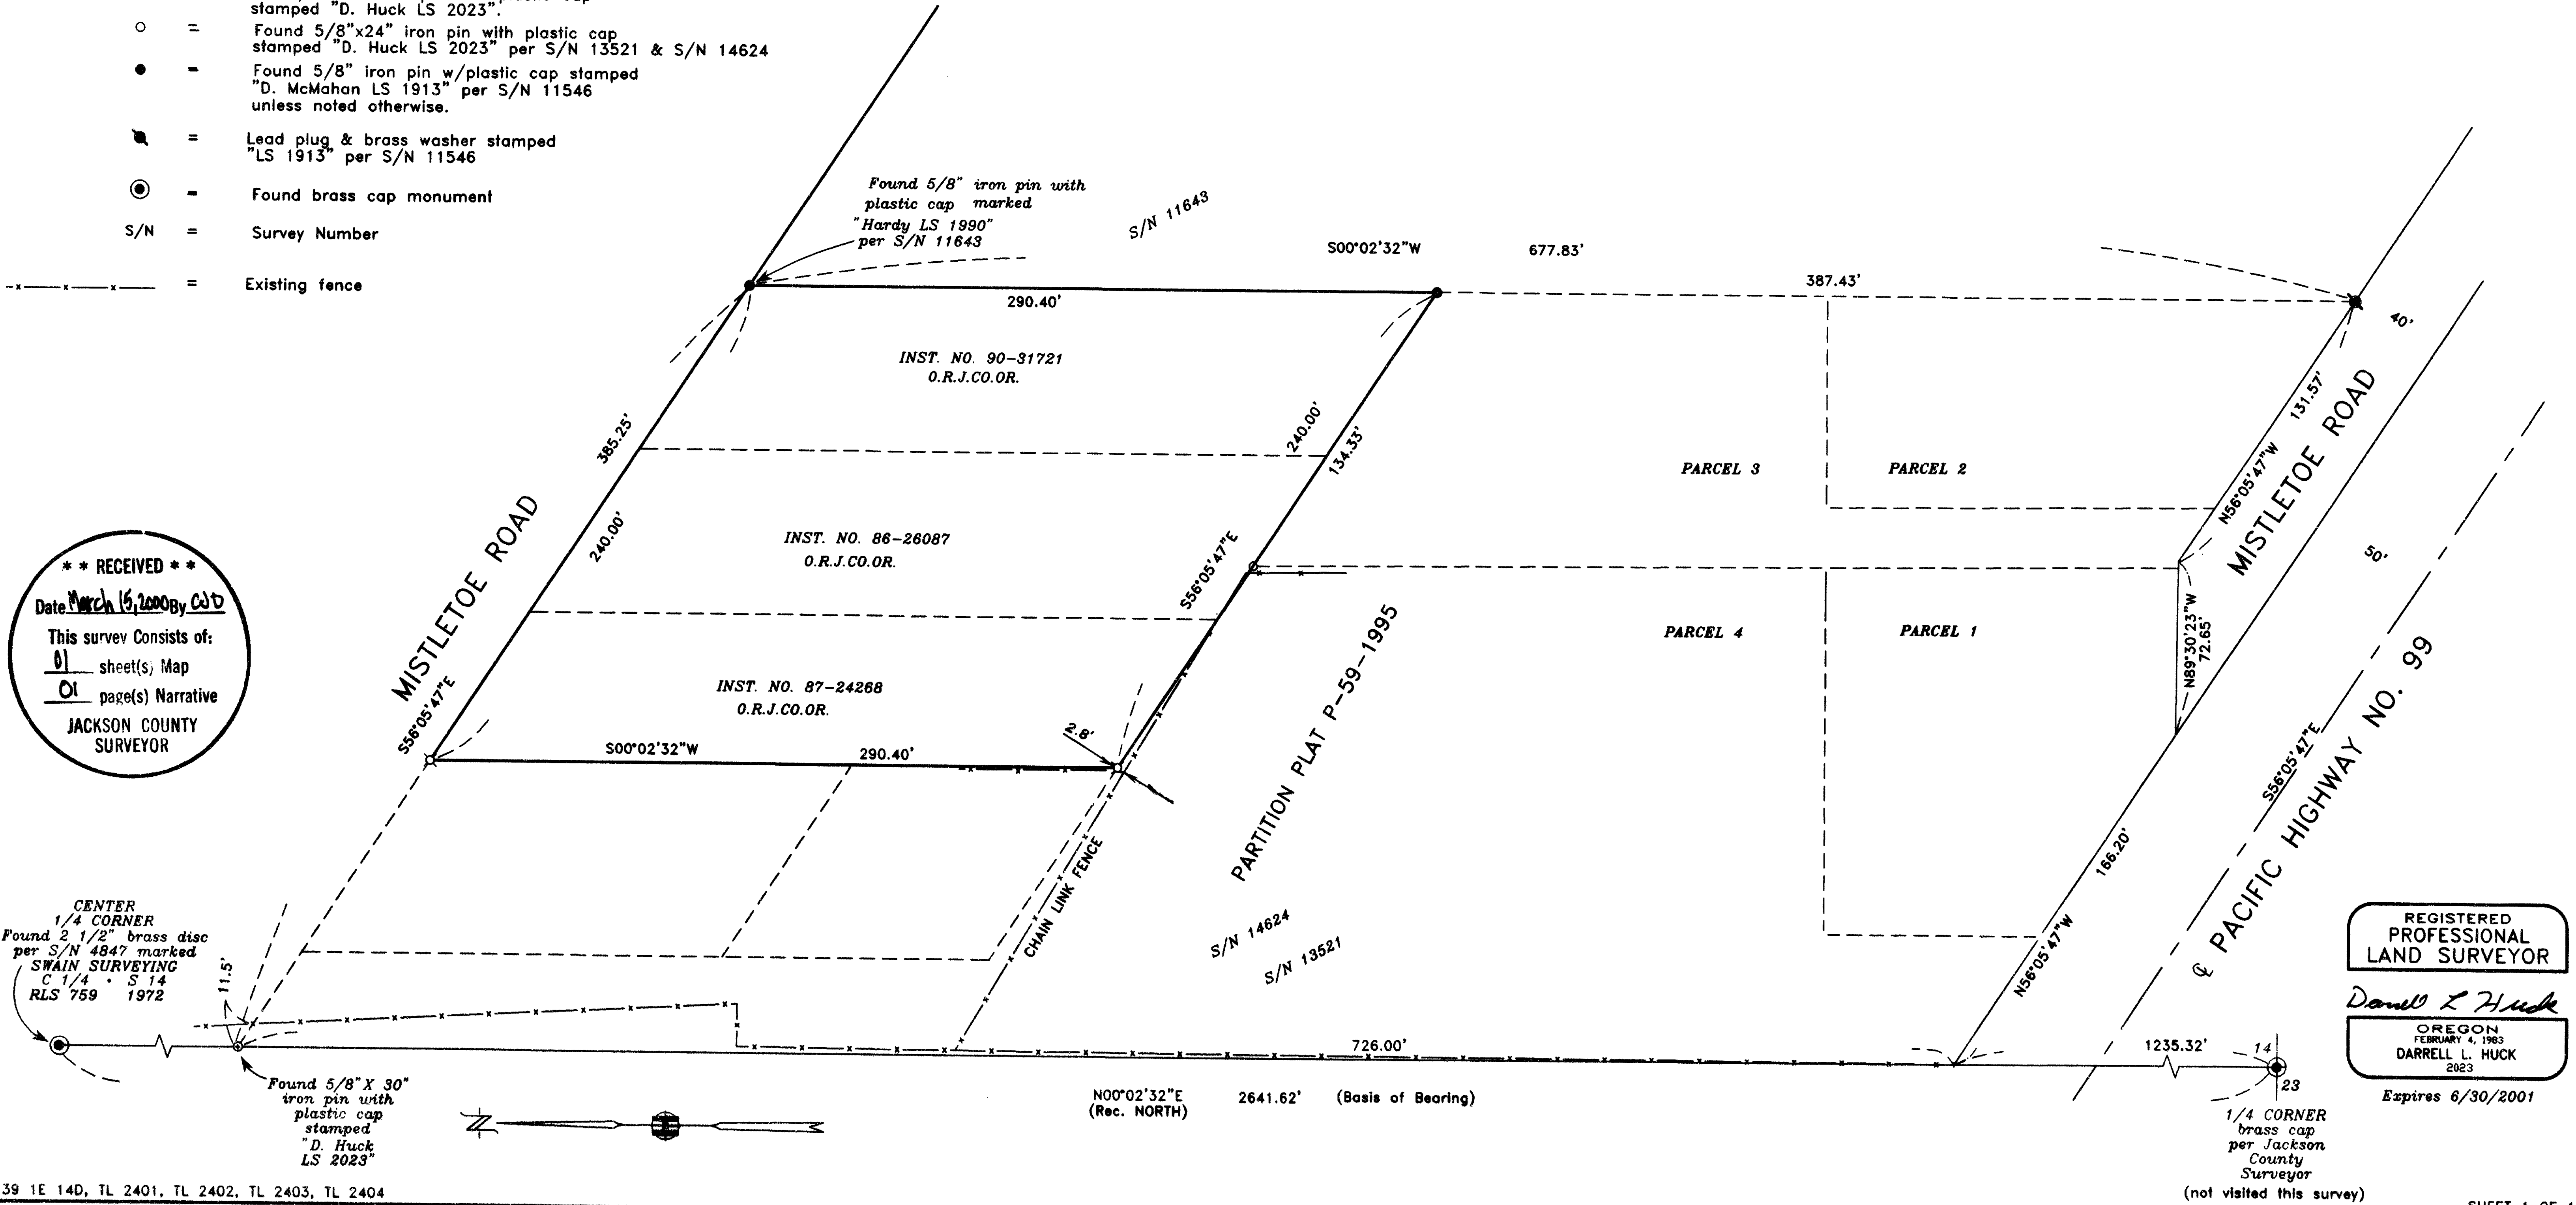 stamped "D. Huck LS 2023".
o = Found 5/8"x24" iron pin with plastic cap
stamped "D. Huck LS 2023" per S/N 13521 & S/N 14624
● = Found 5/8" iron pin w/plastic cap stamped
"D. McMahan LS 1913" per S/N 11546
unless noted otherwise.
= Lead plug & brass washer stamped
"LS 1913" per S/N 11546
= Found brass cap monument
S/N = Survey Number
-x——x——x—— = Existing fence
Found 5/8" iron pin with
plastic cap marked
"Hardy LS 1990"
per S/N 11643
S/N 11643
S00°02'32"W 677.83'
290.40'
387.43'
40'
INST. NO. 90-31721
O.R.J.CO.OR.
385.25'
240.00'
134.33'
131.57'
N56°05'47"W
MISTLETOE ROAD
PARCEL 3
PARCEL 2
MISTLETOE ROAD
240.00'
INST. NO. 86-26087
O.R.J.CO.OR.
S56°05'47"E
50'
* * RECEIVED * *
Date March 15, 2000 By CWD
This survey Consists of:
01 sheet(s) Map
01 page(s) Narrative
JACKSON COUNTY
SURVEYOR
S56°05'47"E
INST. NO. 87-24268
O.R.J.CO.OR.
PARTITION PLAT P-59-1995
PARCEL 4
PARCEL 1
N89°30'23"W
72.65'
S00°02'32"W 290.40'
2.8'
S56°05'47"E
℄ PACIFIC HIGHWAY NO. 99
CHAIN LINK FENCE
166.20'
N56°05'47"W
S/N 14624
S/N 13521
CENTER
1/4 CORNER
Found 2 1/2" brass disc
per S/N 4847 marked
SWAIN SURVEYING
C 1/4 · S 14
RLS 759 1972
11.5'
REGISTERED
PROFESSIONAL
LAND SURVEYOR
Darrell L Huck
OREGON
FEBRUARY 4, 1983
DARRELL L. HUCK
2023
Expires 6/30/2001
726.00'
1235.32'
14
23
Found 5/8"X 30"
iron pin with
plastic cap
stamped
"D. Huck
LS 2023"
N
N00°02'32"E 2641.62' (Basis of Bearing)
(Rec. NORTH)
1/4 CORNER
brass cap
per Jackson
County
Surveyor
(not visited this survey)
39 1E 14D, TL 2401, TL 2402, TL 2403, TL 2404